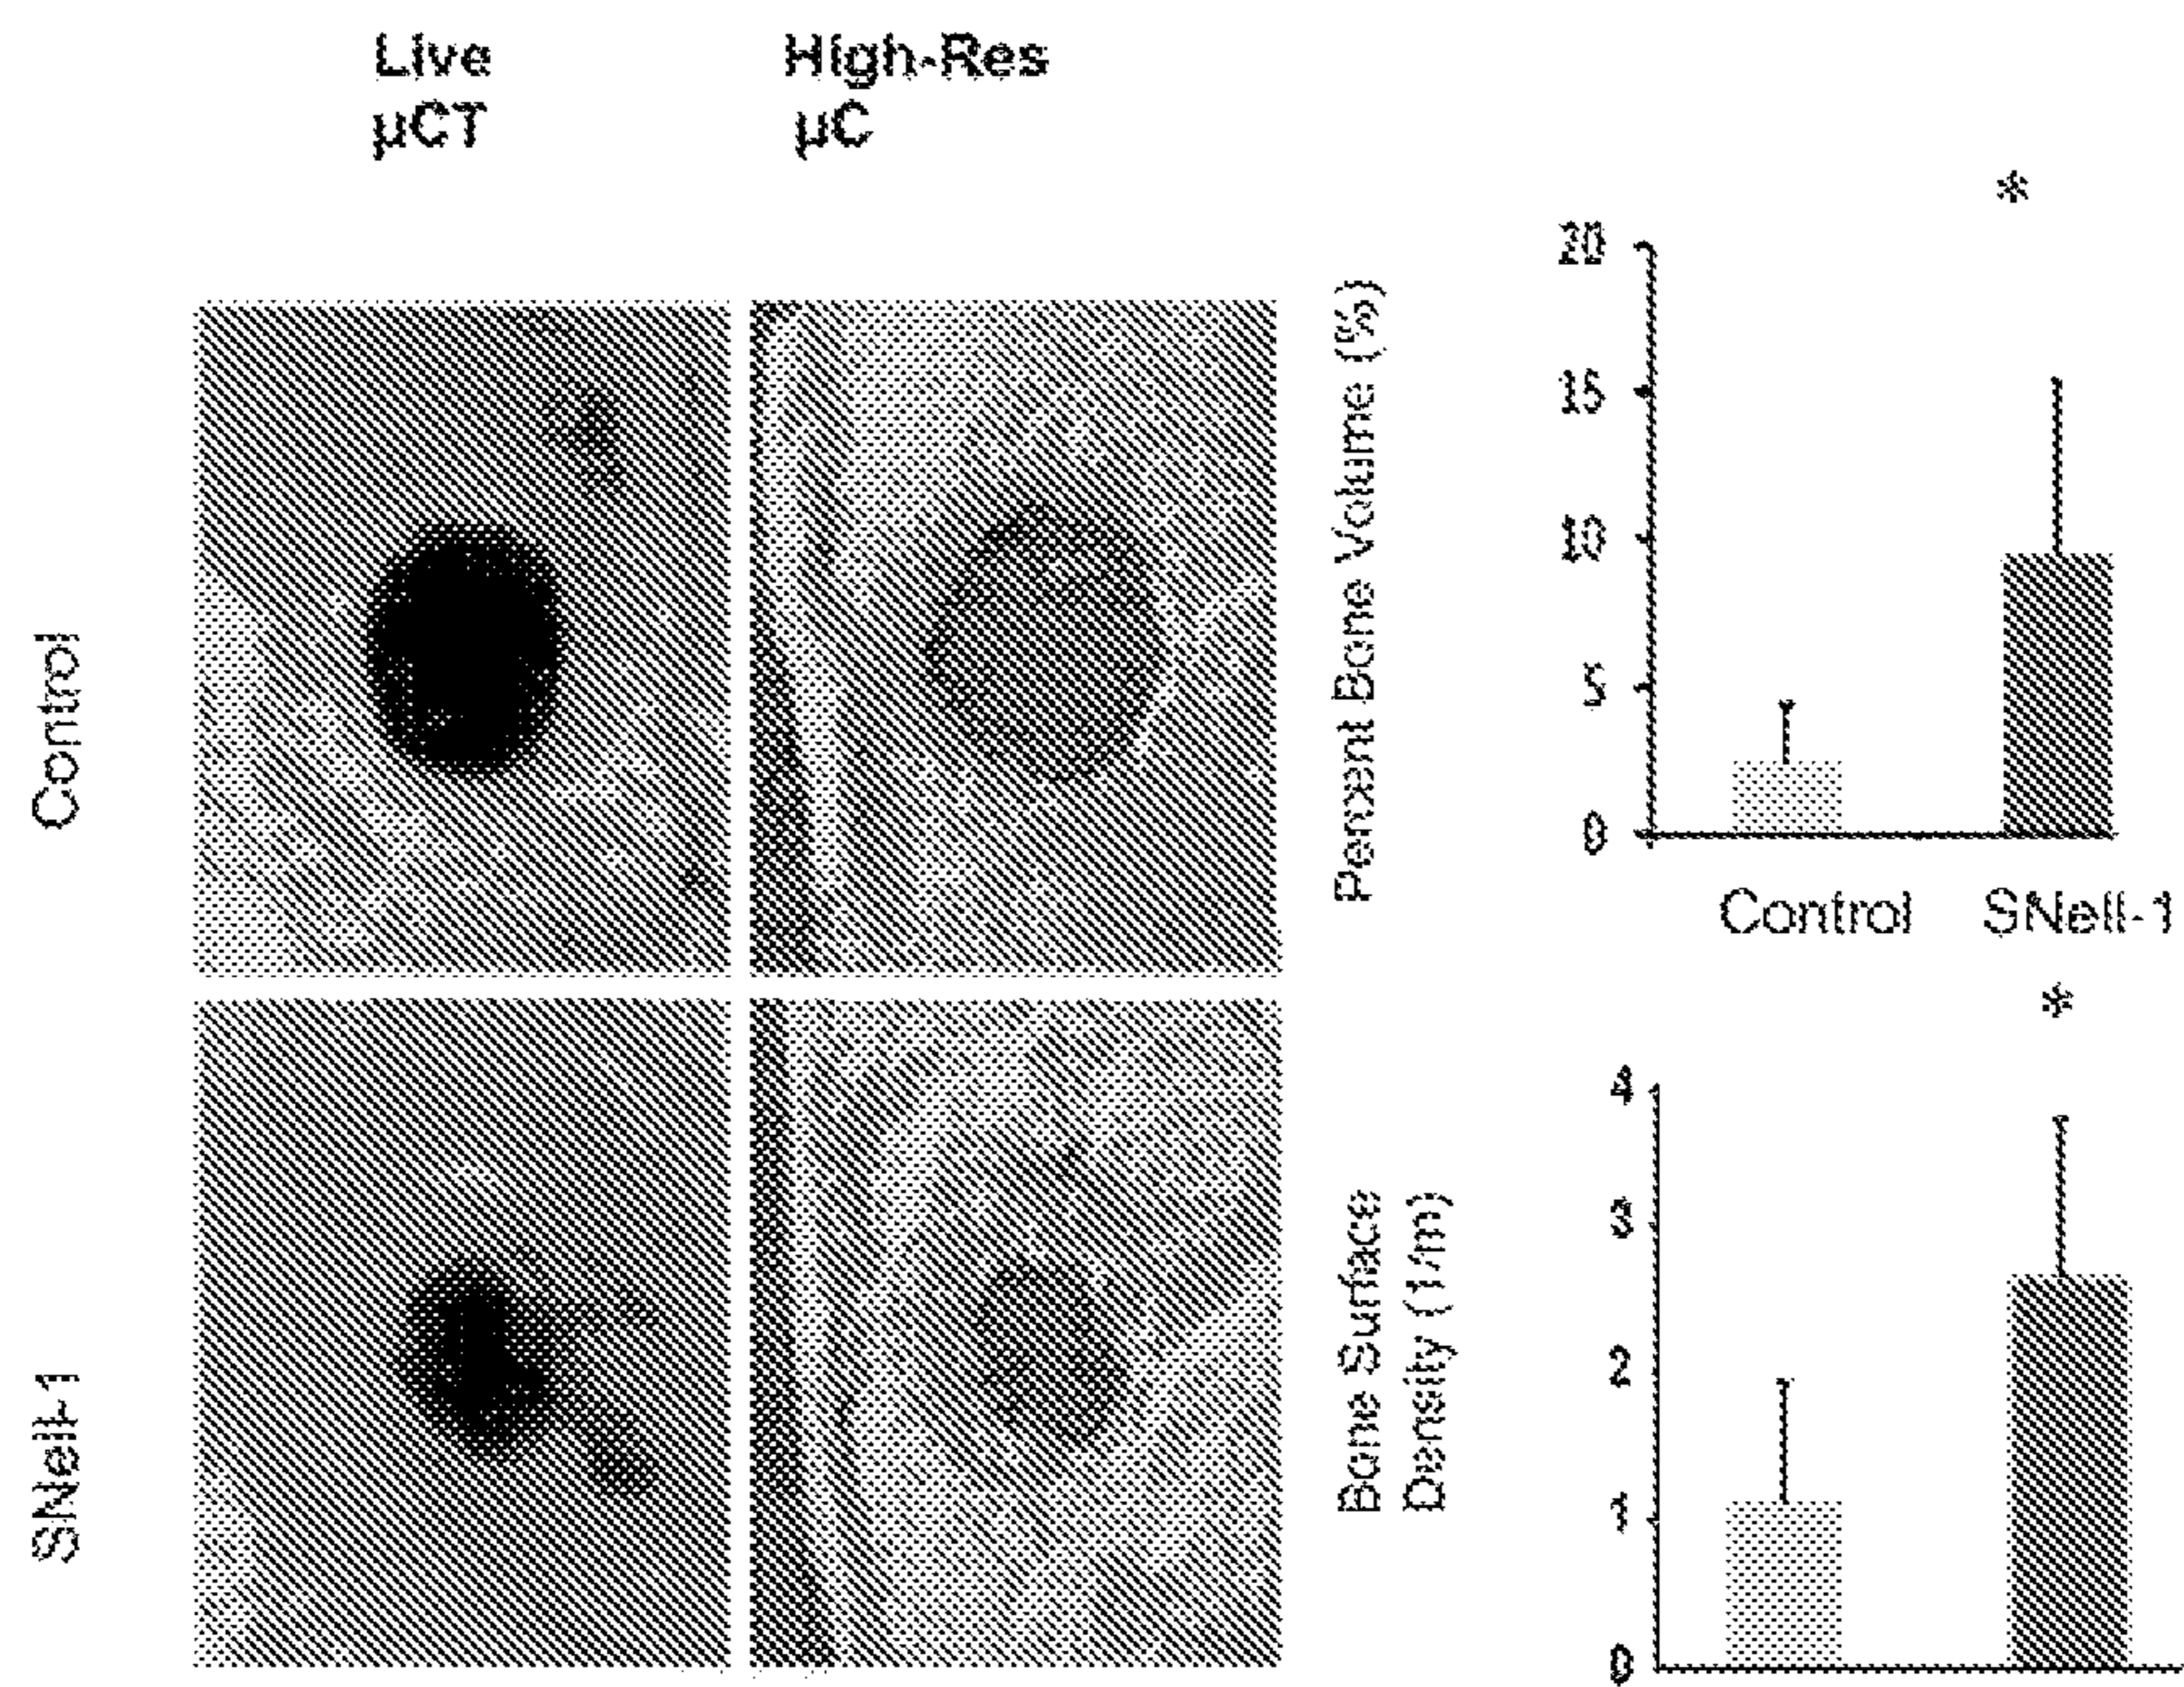 Live
μCT
High-Res
μC
Control
SNell-1
Percent Bone Volume (%)
*
20
15
10
5
0
Control
SNell-1
Bone Surface
Density (1/m)
*
4
3
2
1
0